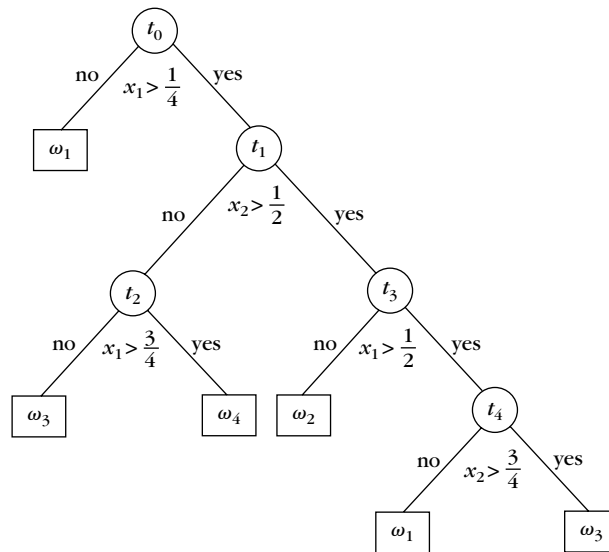 t₀
no
x₁ > 1/4
yes
ω₁
t₁
no
x₂ > 1/2
yes
t₂
t₃
no
x₁ > 3/4
yes
no
x₁ > 1/2
yes
ω₃
ω₄
ω₂
t₄
no
x₂ > 3/4
yes
ω₁
ω₃